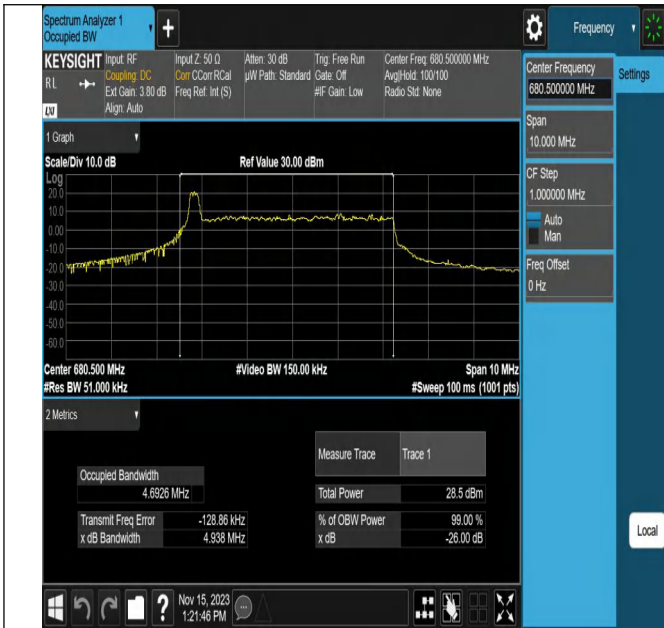 Spectrum Analyzer 1
Occupied BW
Frequency
KEYSIGHT
RL
LXI
Input: RF
Coupling: DC
Ext Gain: 3.80 dB
Align: Auto
Input Z: 50 Ω
Corr CCorr RCal
Freq Ref: Int (S)
Atten: 30 dB
µW Path: Standard
Trig: Free Run
Gate: Off
#IF Gain: Low
Center Freq: 680.500000 MHz
Avg|Hold: 100/100
Radio Std: None
Center Frequency
680.500000 MHz
Settings
Span
10.000 MHz
CF Step
1.000000 MHz
Auto
Man
Freq Offset
0 Hz
1 Graph
Scale/Div 10.0 dB
Ref Value 30.00 dBm
Log
20.0
10.0
0.00
-10.0
-20.0
-30.0
-40.0
-50.0
-60.0
Center 680.500 MHz
#Video BW 150.00 kHz
Span 10 MHz
#Res BW 51.000 kHz
#Sweep 100 ms (1001 pts)
2 Metrics
Measure Trace
Trace 1
Occupied Bandwidth
4.6926 MHz
Total Power
28.5 dBm
Transmit Freq Error
-128.86 kHz
% of OBW Power
99.00 %
x dB Bandwidth
4.938 MHz
x dB
-26.00 dB
Local
?
Nov 15, 2023
1:21:46 PM